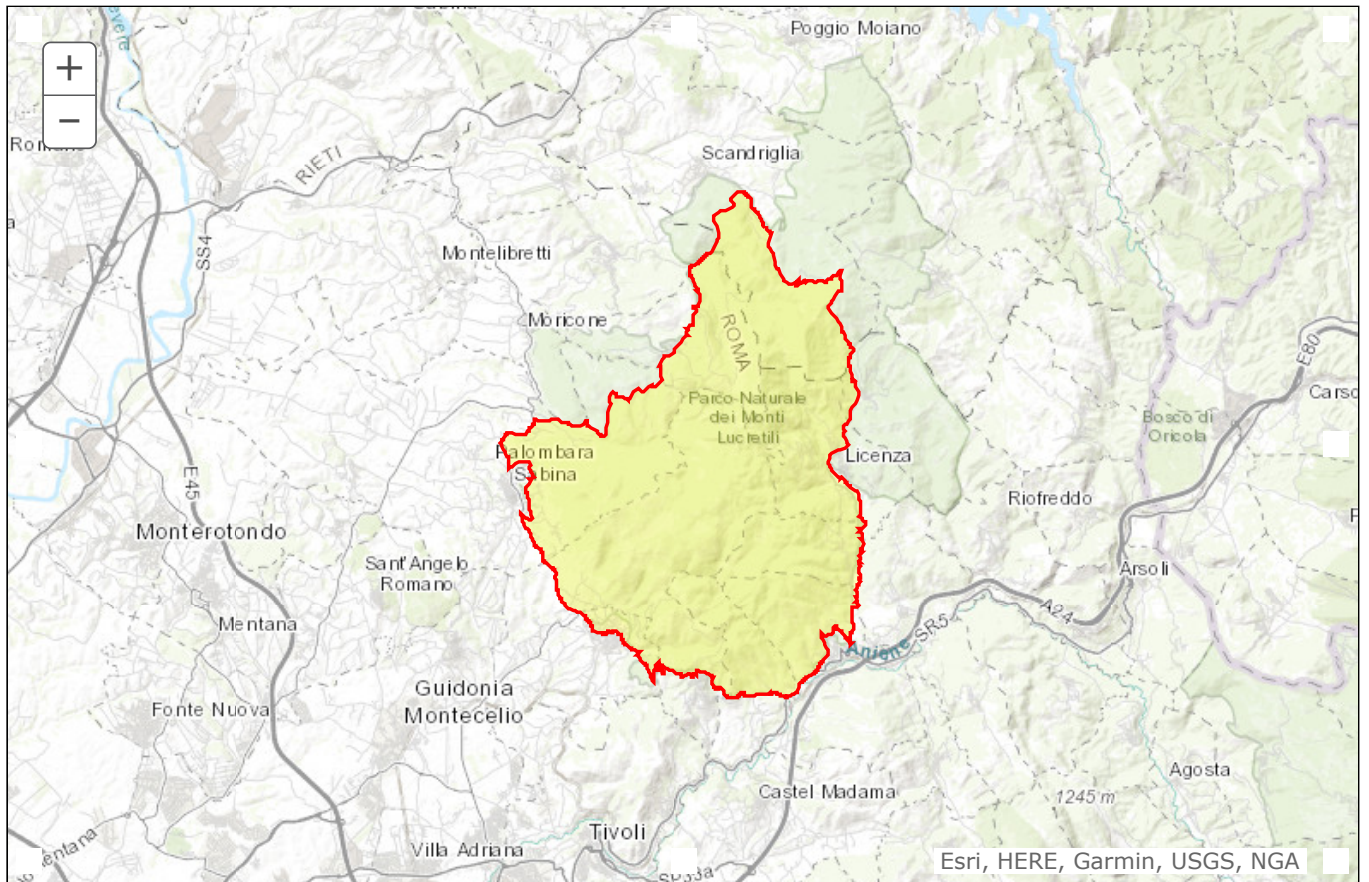 Poggio Moiano
+
−
Scandriglia
RIETI
SS4
Montelibretti
Moricone
ROMA
E80
Parco Naturale
dei Monti
Lucretili
Bosco di
Oricola
Palombara
Sabina
Licenza
E45
Riofreddo
Monterotondo
Sant'Angelo
Romano
Arsoli
A24
SR5
Mentana
Aniene
Guidonia
Montecelio
Fonte Nuova
Agosta
Castel Madama
1245 m
Tivoli
Villa Adriana
Esri, HERE, Garmin, USGS, NGA